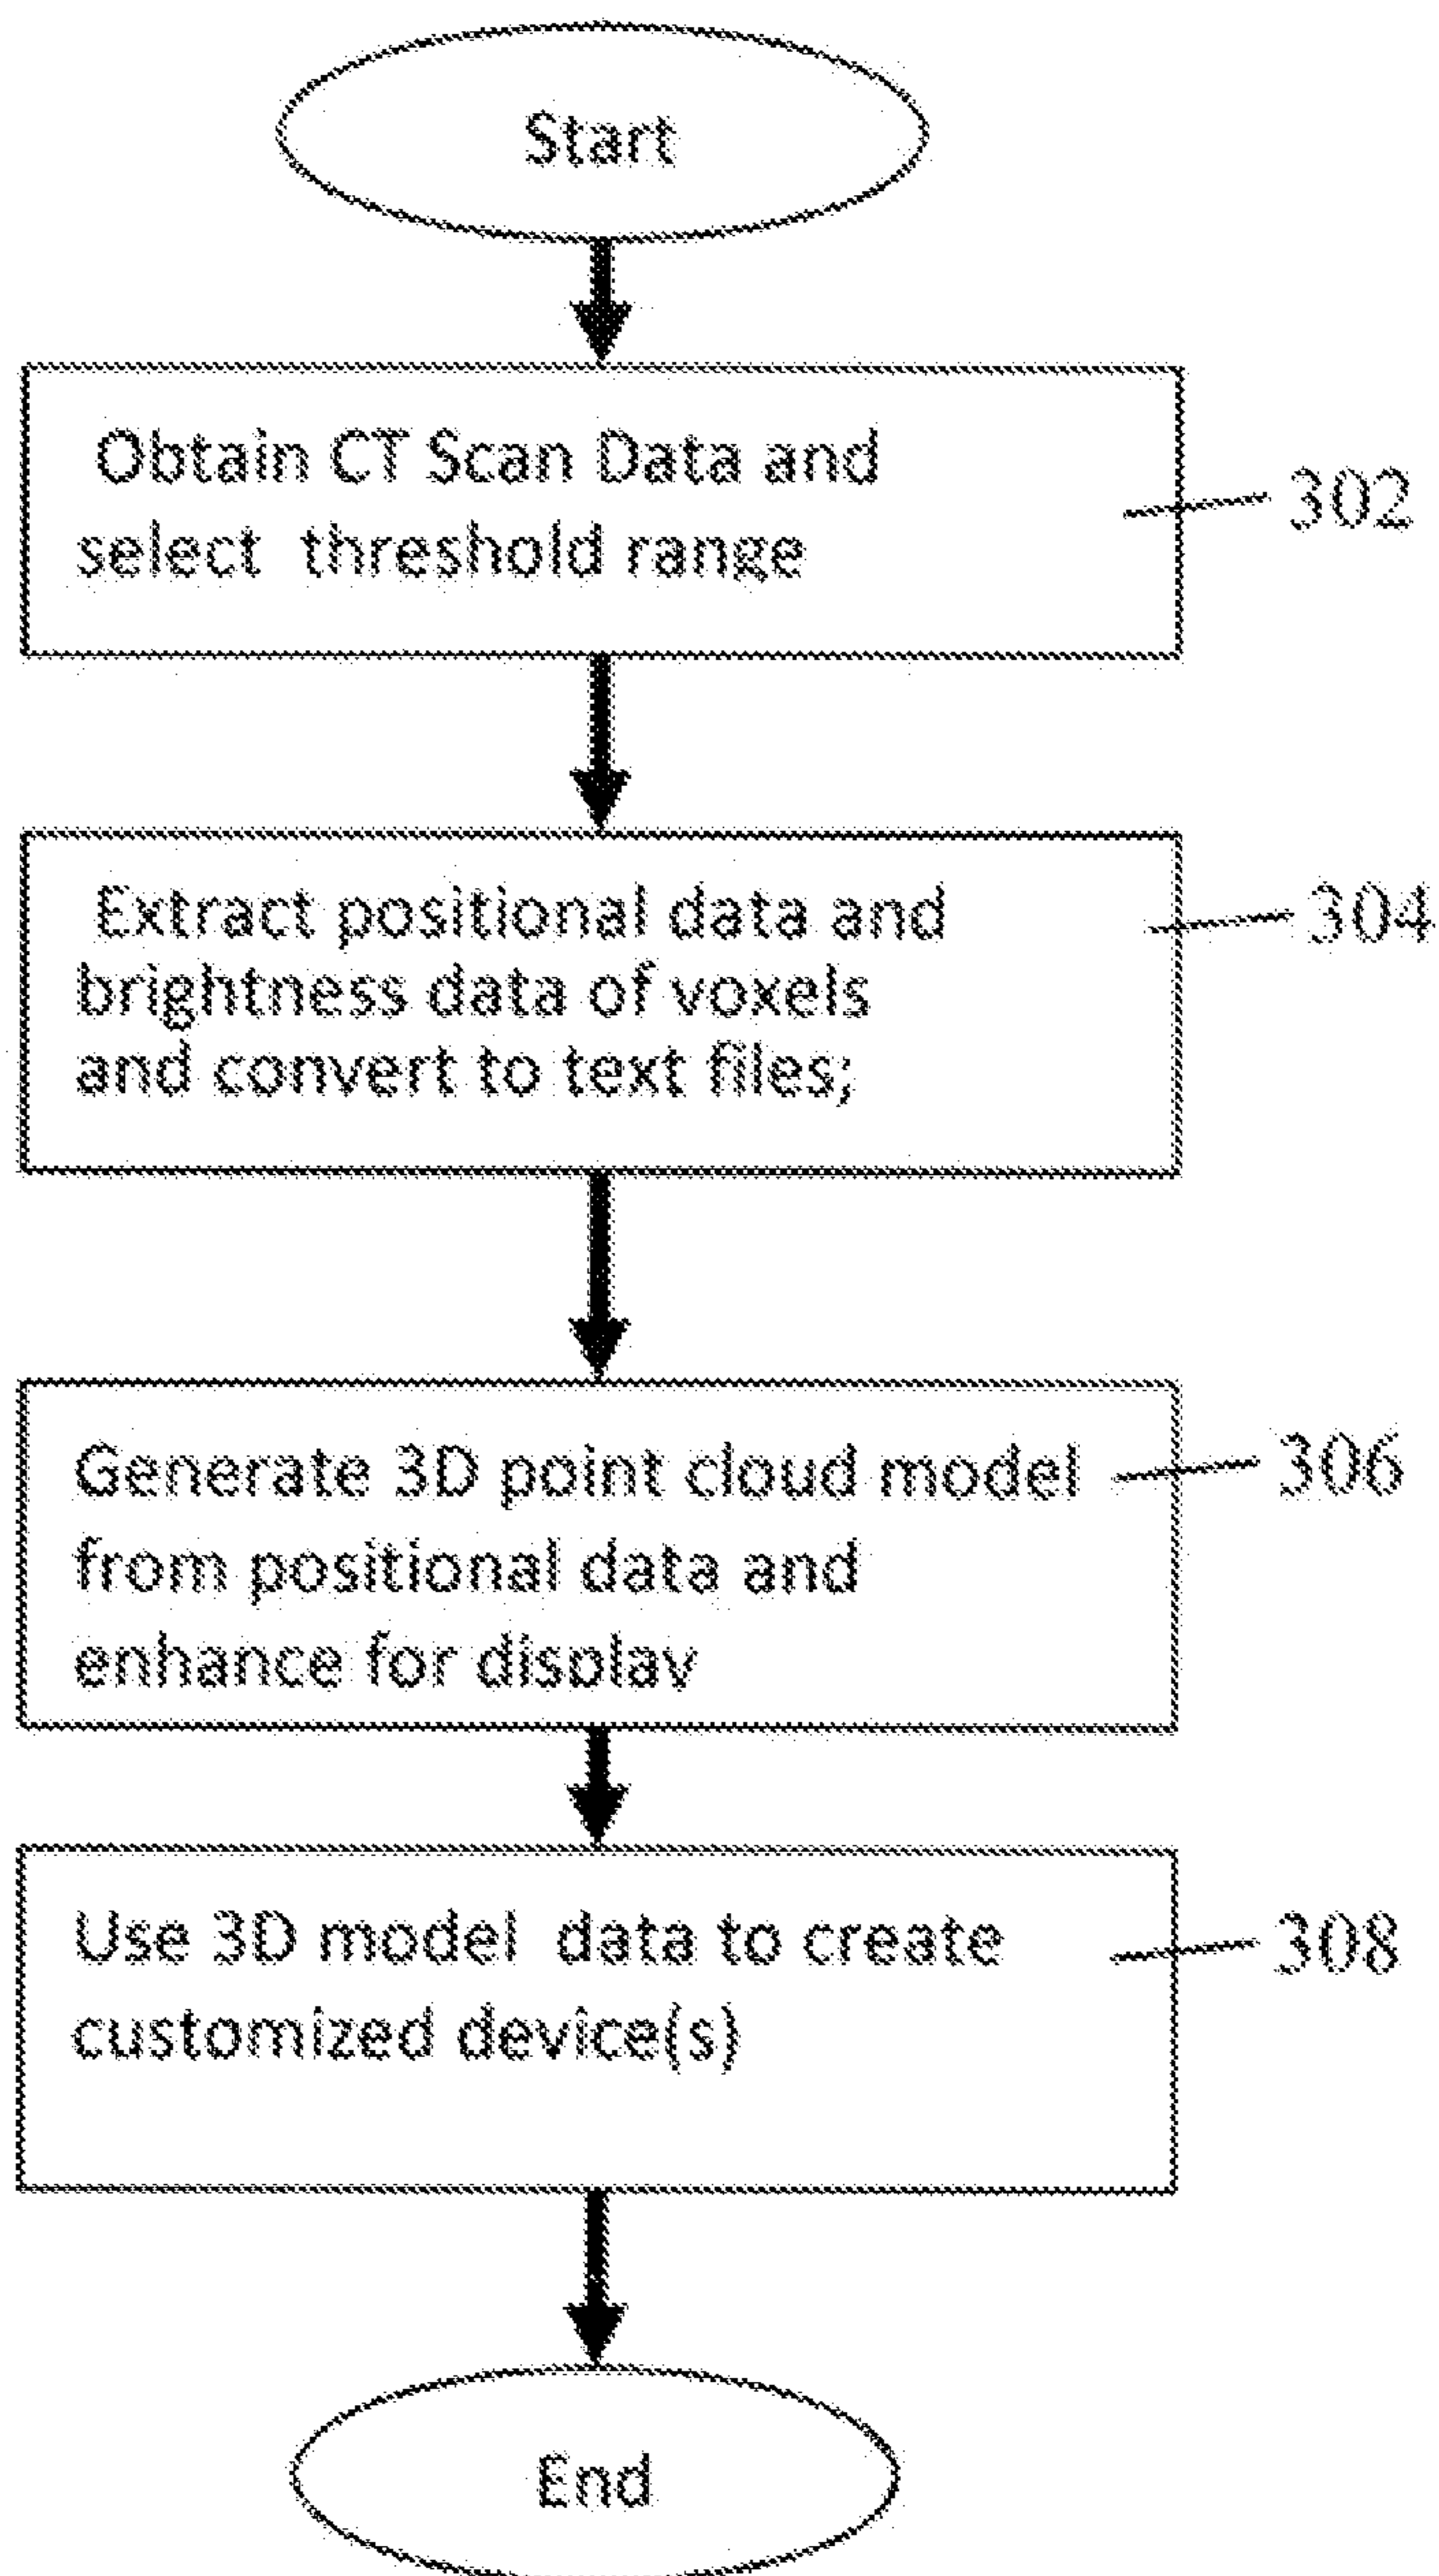 Start
Obtain CT Scan Data and
select threshold range
302
Extract positional data and
brightness data of voxels
and convert to text files;
304
Generate 3D point cloud model
from positional data and
enhance for display
306
Use 3D model data to create
customized device(s)
308
End